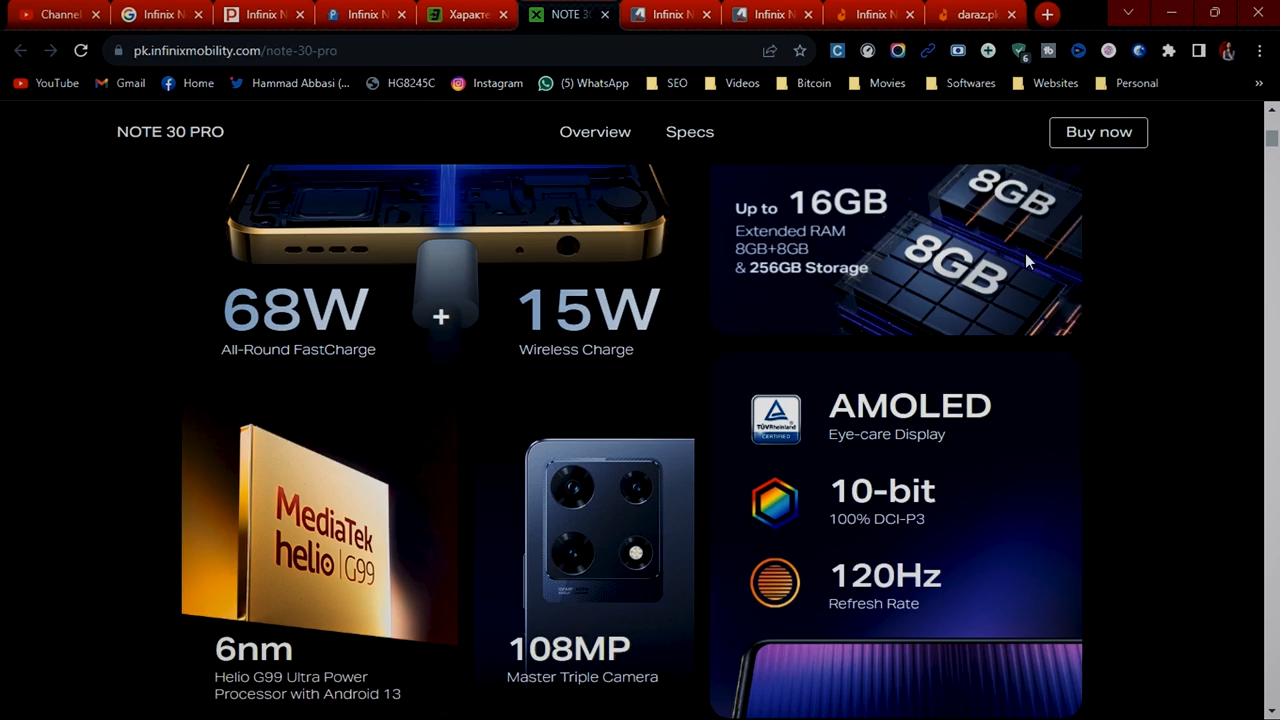 Channel
Infinix N
Infinix N
Infinix N
Характе
NOTE 3
Infinix N
Infinix N
Infinix N
daraz.pk
pk.infinixmobility.com/note-30-pro
6
YouTube
Gmail
Home
Hammad Abbasi (...
HG8245C
Instagram
(5) WhatsApp
SEO
Videos
Bitcoin
Movies
Softwares
Websites
Personal
»
NOTE 30 PRO
Overview
Specs
Buy now
68W
All-Round FastCharge
+
15W
Wireless Charge
Up to 16GB
Extended RAM
8GB+8GB
& 256GB Storage
8GB
8GB
MediaTek
helio | G99
6nm
Helio G99 Ultra Power
Processor with Android 13
108MP
Master Triple Camera
TÜVRheinland
CERTIFIED
AMOLED
Eye-care Display
10-bit
100% DCI-P3
120Hz
Refresh Rate